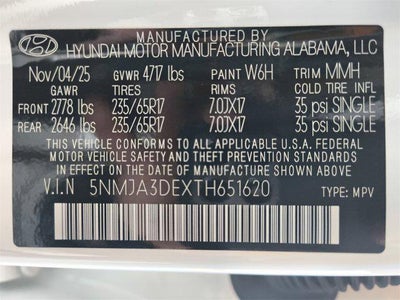 MANUFACTURED BY
HYUNDAI MOTOR MANUFACTURING ALABAMA, LLC
Nov/04/25 GVWR 4717 lbs PAINT W6H TRIM MMH
GAWR TIRES RIMS COLD TIRE INFL
FRONT 2778 lbs 235/65R17 7.0JX17 35 psi SINGLE
REAR 2646 lbs 235/65R17 7.0JX17 35 psi SINGLE
THIS VEHICLE CONFORMS TO ALL APPLICABLE U.S.A. FEDERAL
MOTOR VEHICLE SAFETY AND THEFT PREVENTION STANDARDS
IN EFFECT ON THE DATE OF MANUFACTURE SHOWN ABOVE.
V.I.N 5NMJA3DEXTH651620 TYPE: MPV